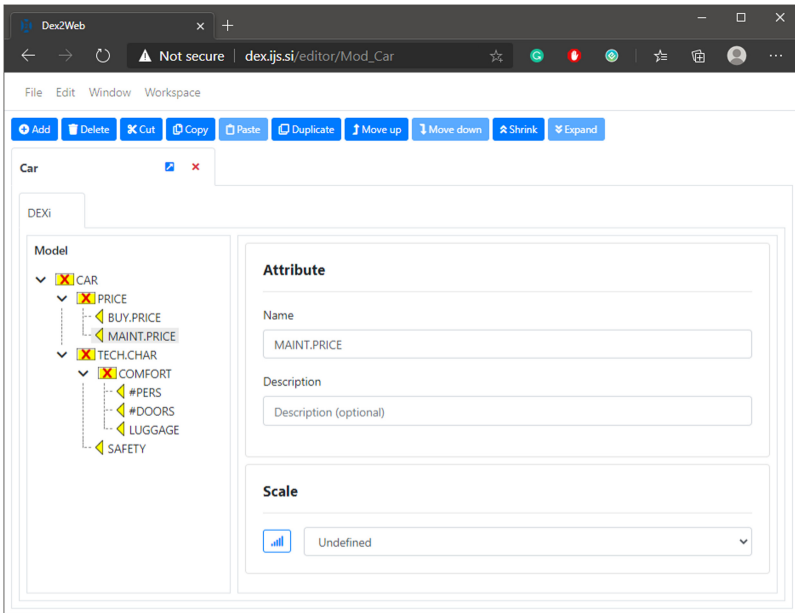 Dex2Web
Not secure dex.ijs.si/editor/Mod_Car
File Edit Window Workspace
Add Delete Cut Copy Paste Duplicate Move up Move down Shrink Expand
Car
DEXi
Model
CAR
PRICE
BUY.PRICE
MAINT.PRICE
TECH.CHAR
COMFORT
#PERS
#DOORS
LUGGAGE
SAFETY
Attribute
Name
MAINT.PRICE
Description
Description (optional)
Scale
Undefined